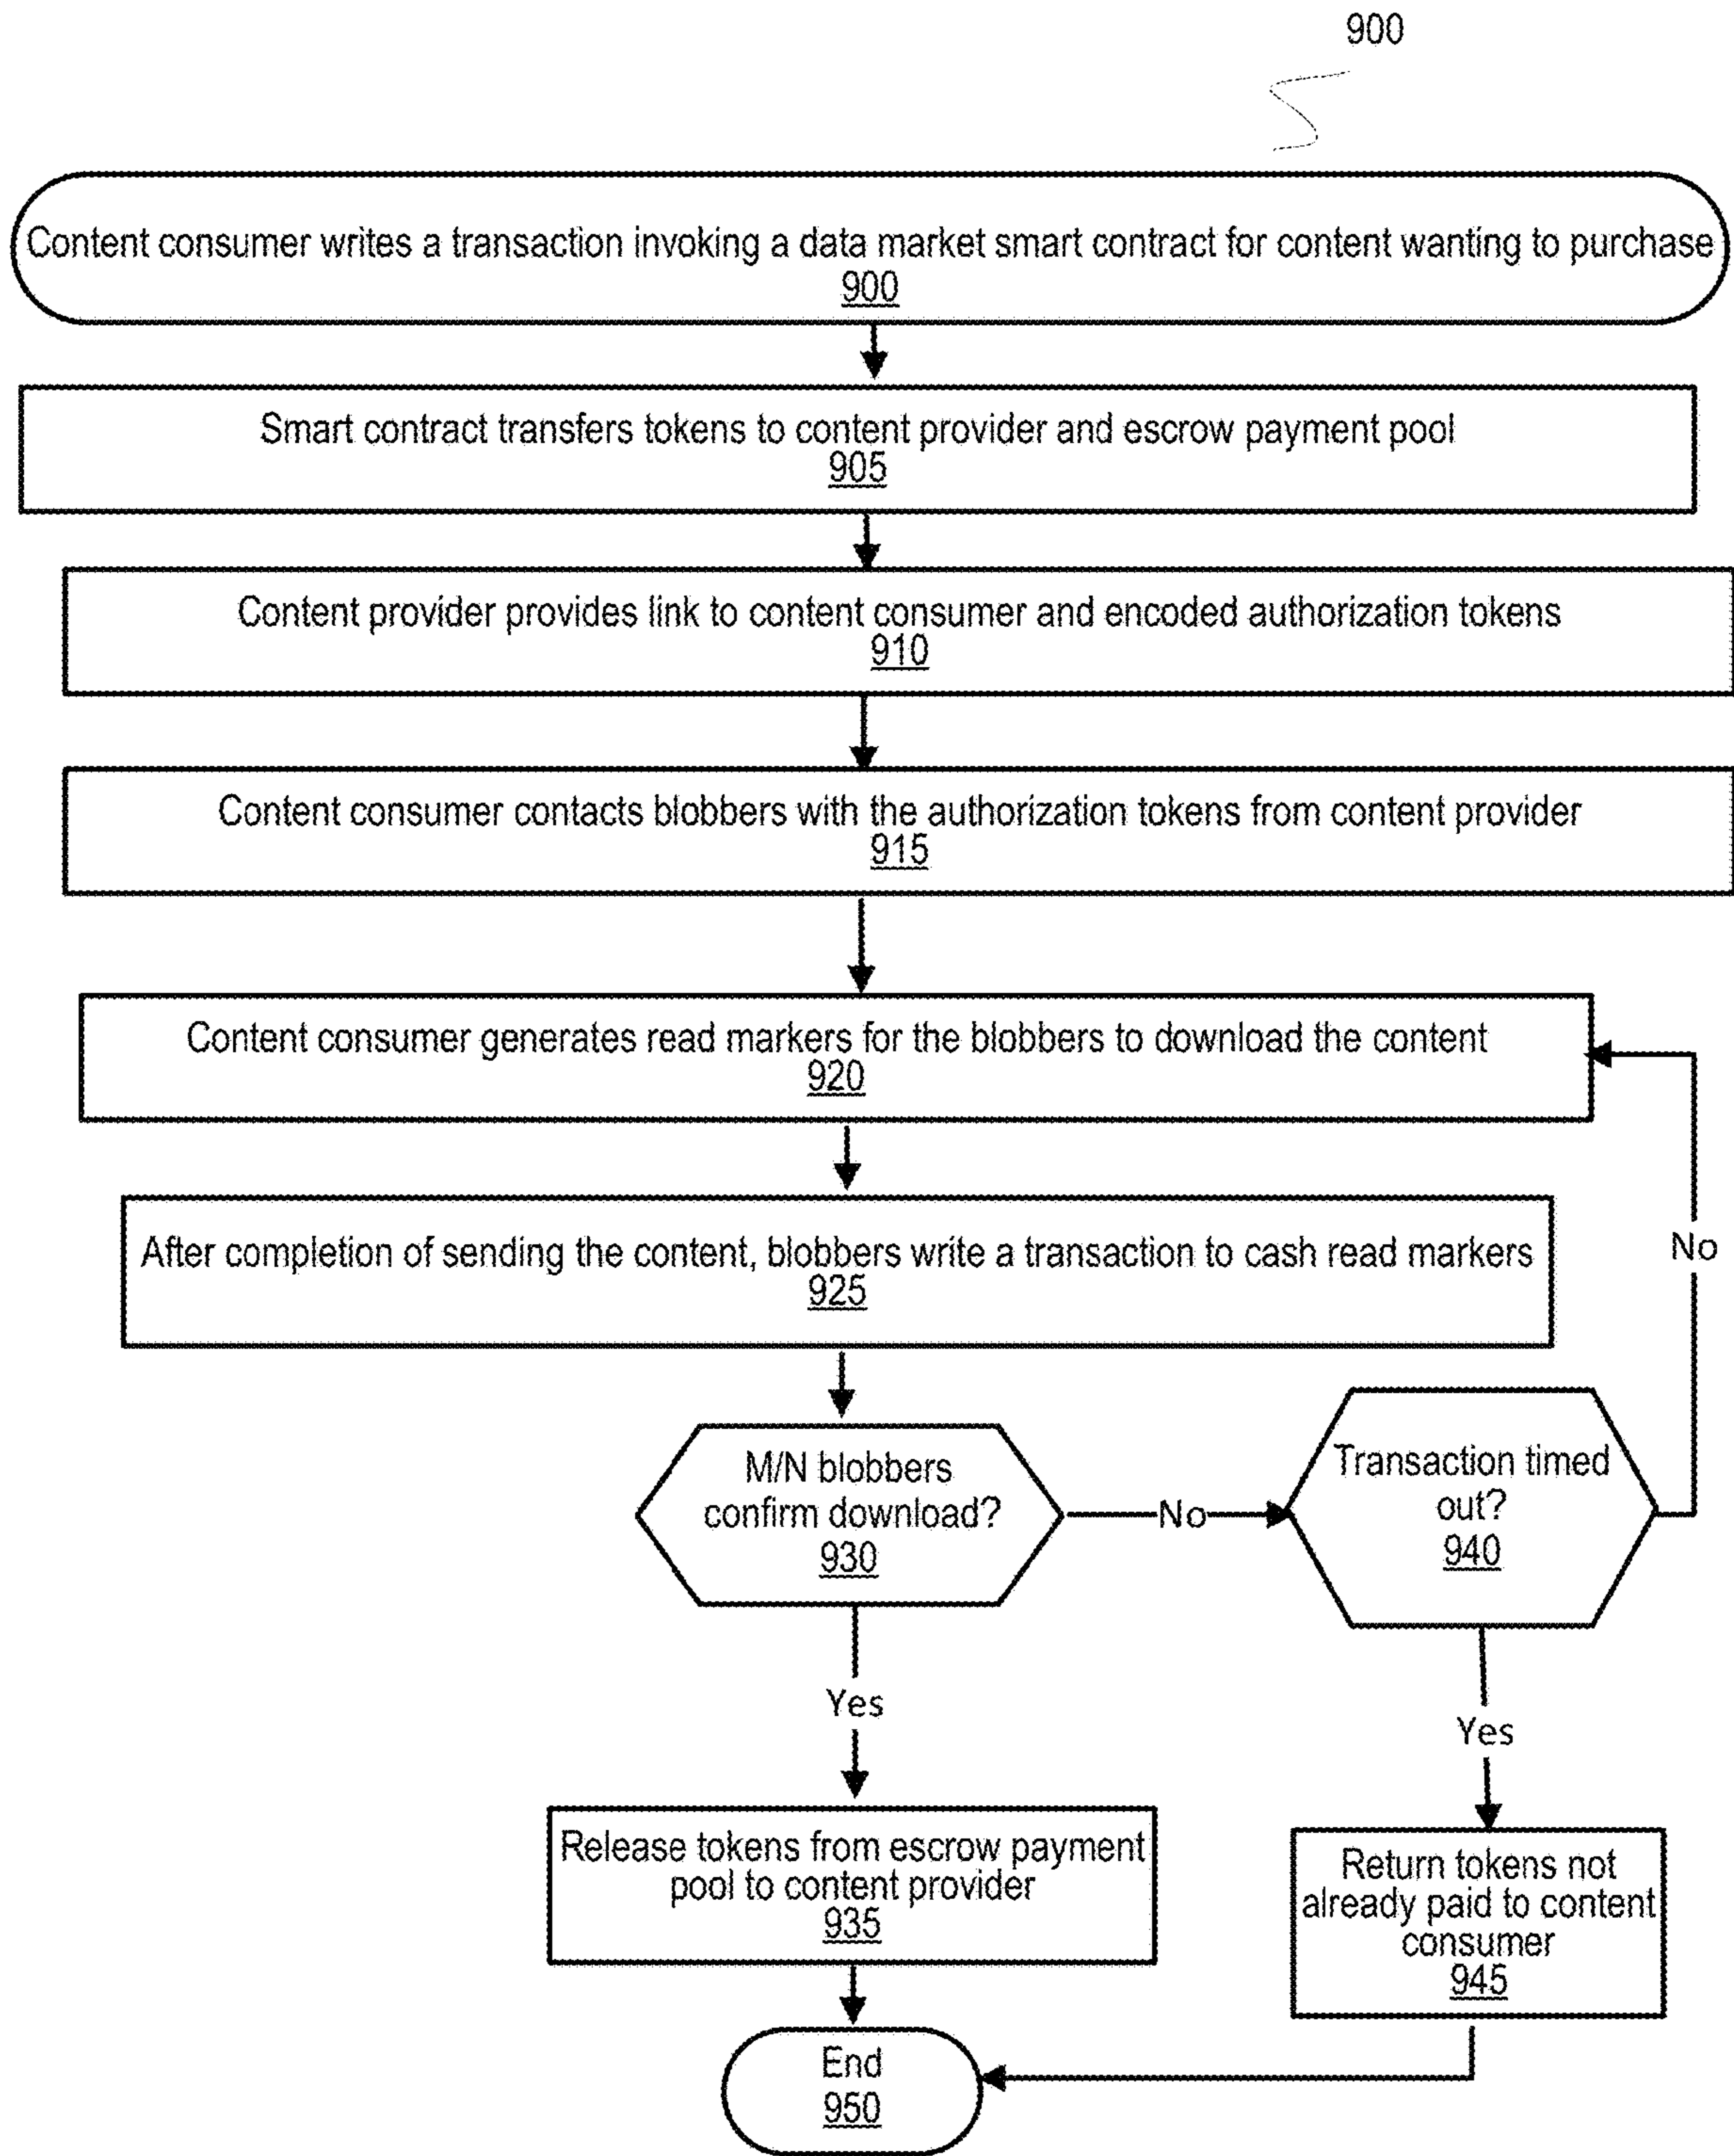 900
Content consumer writes a transaction invoking a data market smart contract for content wanting to purchase
900
Smart contract transfers tokens to content provider and escrow payment pool
905
Content provider provides link to content consumer and encoded authorization tokens
910
Content consumer contacts blobbers with the authorization tokens from content provider
915
Content consumer generates read markers for the blobbers to download the content
920
After completion of sending the content, blobbers write a transaction to cash read markers
925
No
M/N blobbers
confirm download?
930
No
Transaction timed
out?
940
Yes
Yes
Release tokens from escrow payment
pool to content provider
935
Return tokens not
already paid to content
consumer
945
End
950